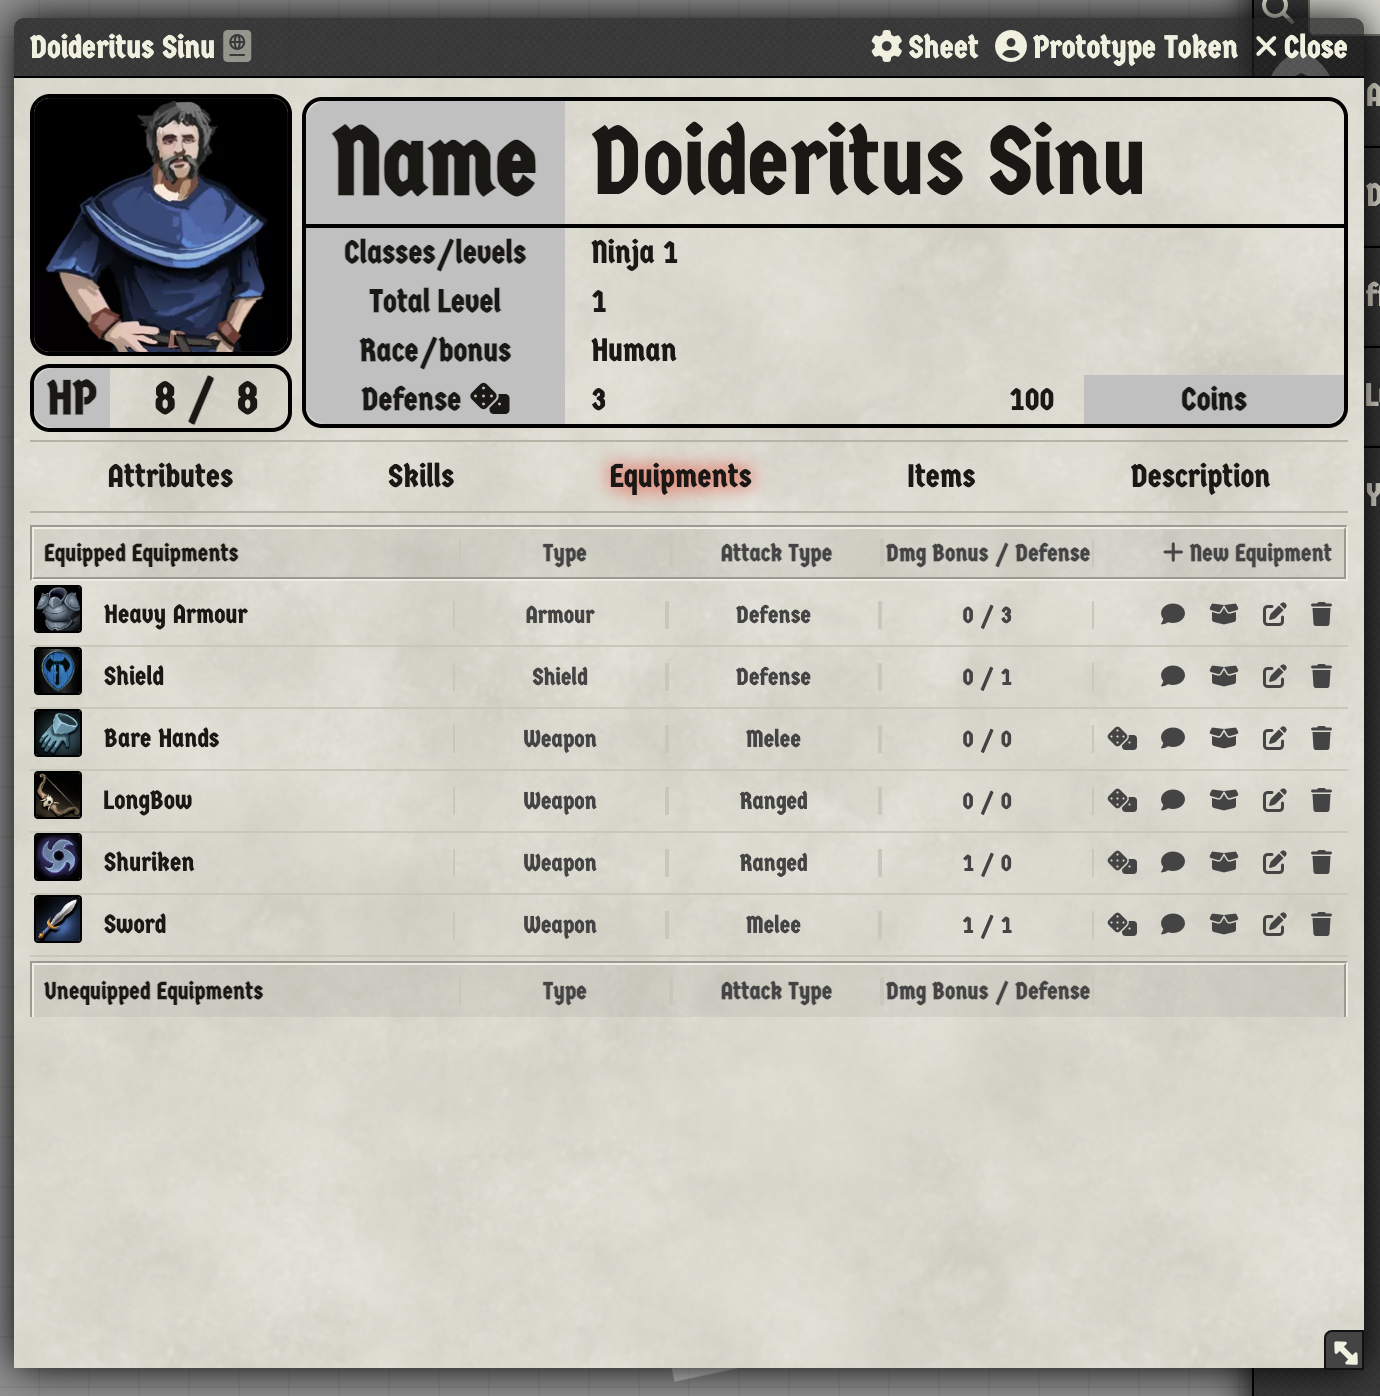 Doideritus Sinu Sheet Prototype Token Close
Name Doideritus Sinu
Classes/levels Ninja 1
Total Level 1
Race/bonus Human
HP 8 / 8 Defense 3 100 Coins
Attributes Skills Equipments Items Description
Equipped Equipments Type Attack Type Dmg Bonus / Defense + New Equipment
Heavy Armour Armour Defense 0 / 3
Shield Shield Defense 0 / 1
Bare Hands Weapon Melee 0 / 0
LongBow Weapon Ranged 0 / 0
Shuriken Weapon Ranged 1 / 0
Sword Weapon Melee 1 / 1
Unequipped Equipments Type Attack Type Dmg Bonus / Defense